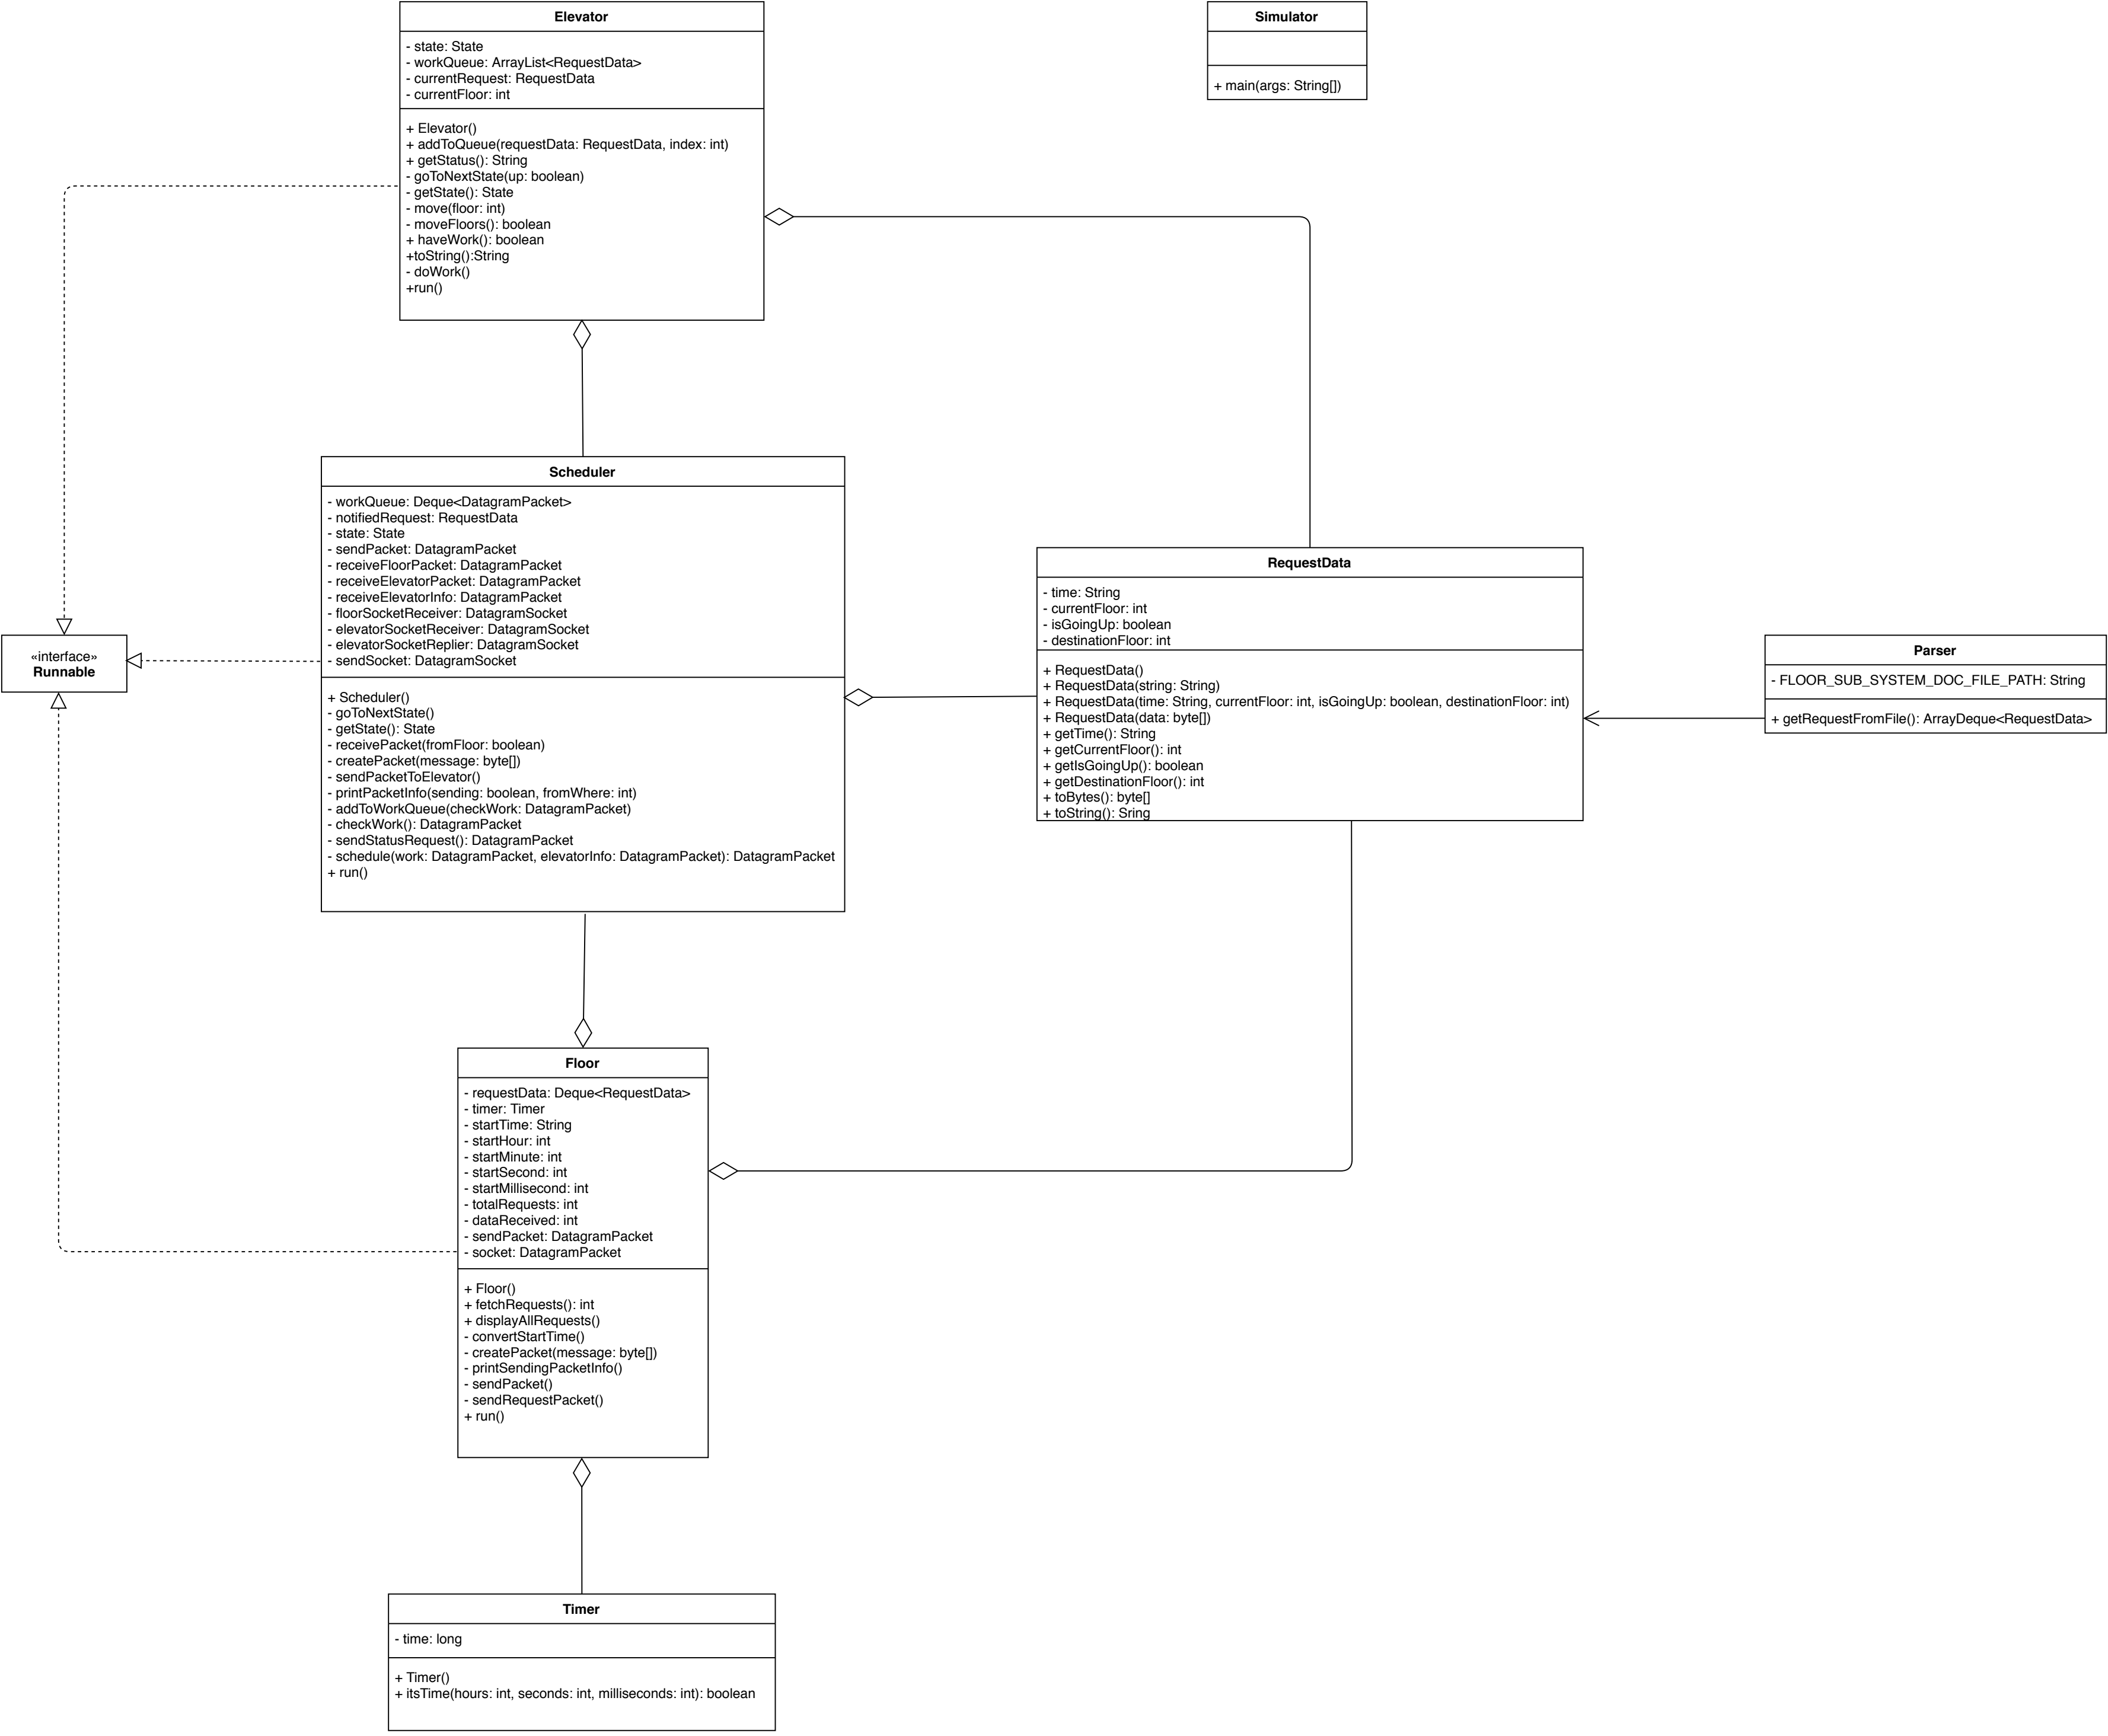 Elevator
- state: State
- workQueue: ArrayList<RequestData>
- currentRequest: RequestData
- currentFloor: int
+ Elevator()
+ addToQueue(requestData: RequestData, index: int)
+ getStatus(): String
- goToNextState(up: boolean)
- getState(): State
- move(floor: int)
- moveFloors(): boolean
+ haveWork(): boolean
+toString():String
- doWork()
+run()
Simulator
+ main(args: String[])
Scheduler
- workQueue: Deque<DatagramPacket>
- notifiedRequest: RequestData
- state: State
- sendPacket: DatagramPacket
- receiveFloorPacket: DatagramPacket
- receiveElevatorPacket: DatagramPacket
- receiveElevatorInfo: DatagramPacket
- floorSocketReceiver: DatagramSocket
- elevatorSocketReceiver: DatagramSocket
- elevatorSocketReplier: DatagramSocket
- sendSocket: DatagramSocket
+ Scheduler()
- goToNextState()
- getState(): State
- receivePacket(fromFloor: boolean)
- createPacket(message: byte[])
- sendPacketToElevator()
- printPacketInfo(sending: boolean, fromWhere: int)
- addToWorkQueue(checkWork: DatagramPacket)
- checkWork(): DatagramPacket
- sendStatusRequest(): DatagramPacket
- schedule(work: DatagramPacket, elevatorInfo: DatagramPacket): DatagramPacket
+ run()
«interface»
Runnable
RequestData
- time: String
- currentFloor: int
- isGoingUp: boolean
- destinationFloor: int
+ RequestData()
+ RequestData(string: String)
+ RequestData(time: String, currentFloor: int, isGoingUp: boolean, destinationFloor: int)
+ RequestData(data: byte[])
+ getTime(): String
+ getCurrentFloor(): int
+ getIsGoingUp(): boolean
+ getDestinationFloor(): int
+ toBytes(): byte[]
+ toString(): Sring
Parser
- FLOOR_SUB_SYSTEM_DOC_FILE_PATH: String
+ getRequestFromFile(): ArrayDeque<RequestData>
Floor
- requestData: Deque<RequestData>
- timer: Timer
- startTime: String
- startHour: int
- startMinute: int
- startSecond: int
- startMillisecond: int
- totalRequests: int
- dataReceived: int
- sendPacket: DatagramPacket
- socket: DatagramPacket
+ Floor()
+ fetchRequests(): int
+ displayAllRequests()
- convertStartTime()
- createPacket(message: byte[])
- printSendingPacketInfo()
- sendPacket()
- sendRequestPacket()
+ run()
Timer
- time: long
+ Timer()
+ itsTime(hours: int, seconds: int, milliseconds: int): boolean